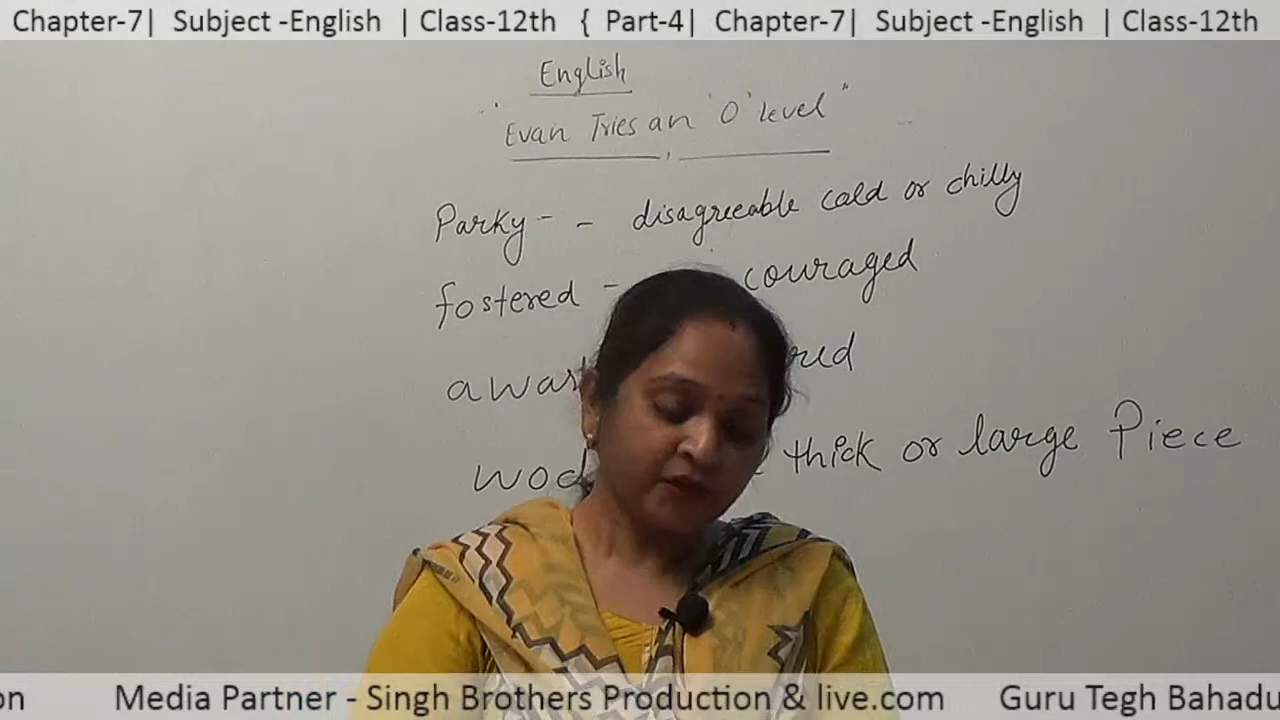 Chapter-7| Subject -English | Class-12th { Part-4| Chapter-7| Subject -English | Class-12th
English
"Evan Tries an 'O' level"
Parky - - disagreeable cold or chilly
fostered - couraged
thick or large Piece
on Media Partner - Singh Brothers Production & live.com Guru Tegh Bahadu